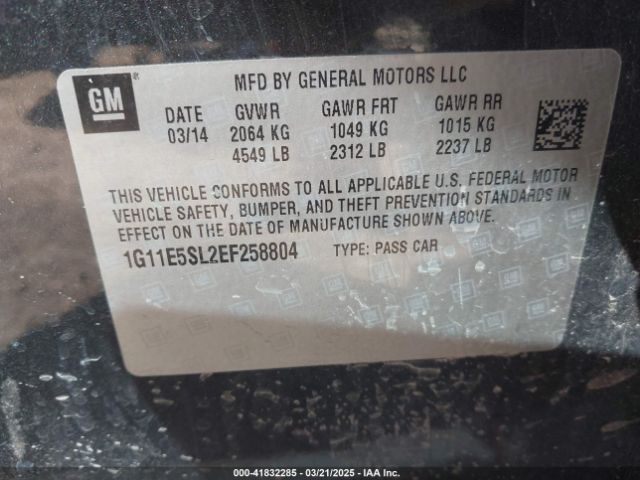 GM
MFD BY GENERAL MOTORS LLC
DATE GVWR GAWR FRT GAWR RR
03/14 2064 KG 1049 KG 1015 KG
4549 LB 2312 LB 2237 LB
THIS VEHICLE CONFORMS TO ALL APPLICABLE U.S. FEDERAL MOTOR
VEHICLE SAFETY, BUMPER, AND THEFT PREVENTION STANDARDS IN
EFFECT ON THE DATE OF MANUFACTURE SHOWN ABOVE.
1G11E5SL2EF258804 TYPE: PASS CAR
000-41832285 - 03/21/2025 - IAA Inc.